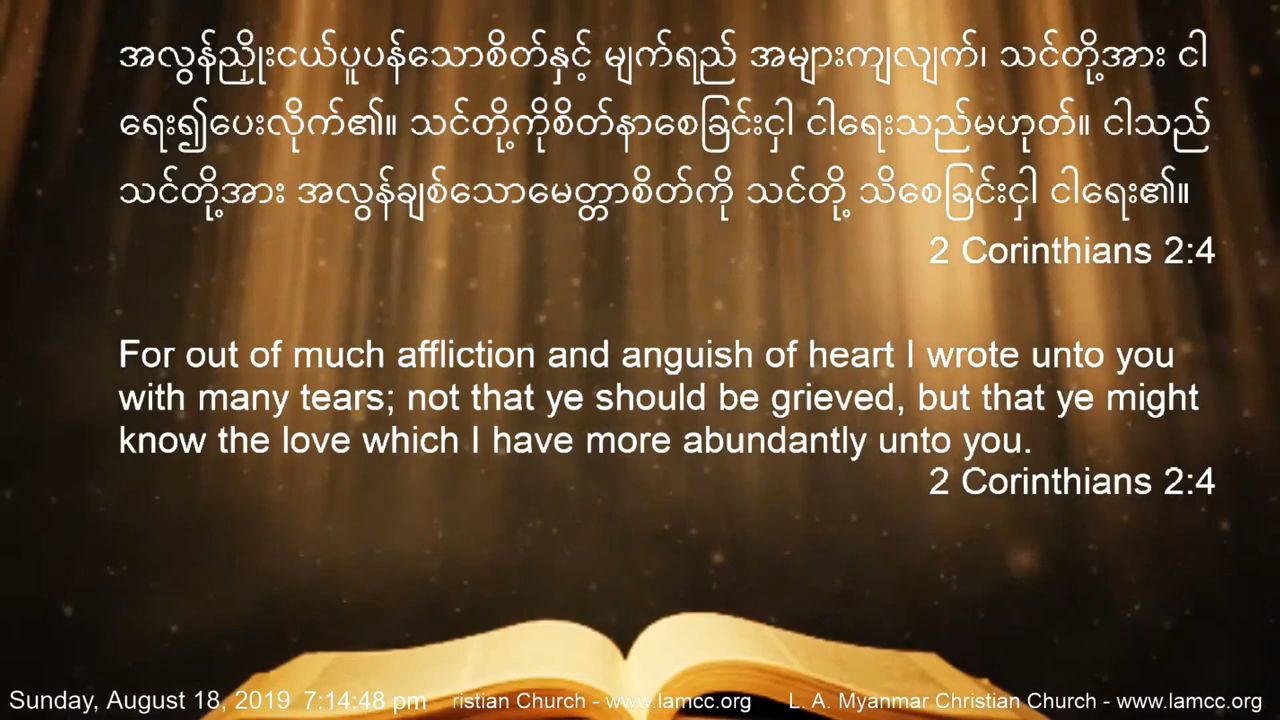 အလွန်ညှိုးငယ်ပူပန်သောစိတ်နှင့် မျက်ရည် အများကျလျက်၊ သင်တို့အား ငါ
ရေး၍ပေးလိုက်၏။ သင်တို့ကိုစိတ်နာစေခြင်းငှါ ငါရေးသည်မဟုတ်။ ငါသည်
သင်တို့အား အလွန်ချစ်သောမေတ္တာစိတ်ကို သင်တို့ သိစေခြင်းငှါ ငါရေး၏။
2 Corinthians 2:4
For out of much affliction and anguish of heart I wrote unto you
with many tears; not that ye should be grieved, but that ye might
know the love which I have more abundantly unto you.
2 Corinthians 2:4
Sunday, August 18, 2019 7:14:48 pm ristian Church - www.lamcc.org L. A. Myanmar Christian Church - www.lamcc.org